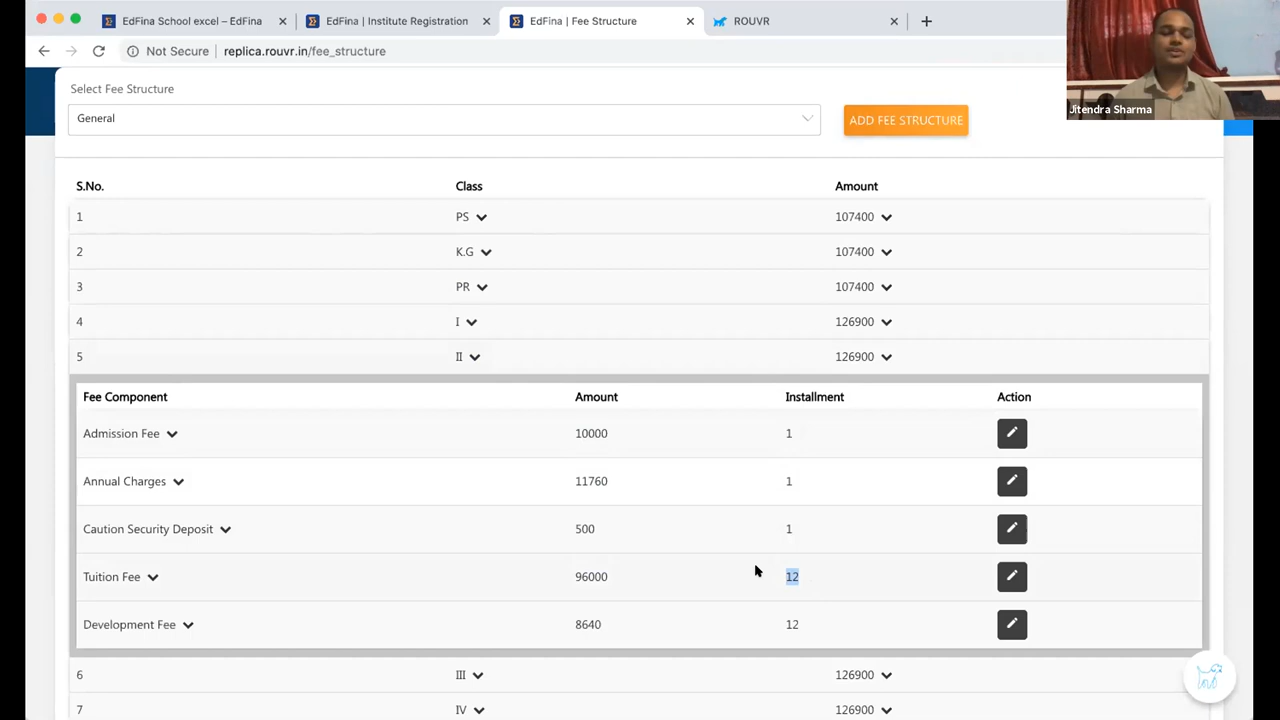 EdFina School excel – EdFina
EdFina | Institute Registration
EdFina | Fee Structure
ROUVR
Not Secure | replica.rouvr.in/fee_structure
Jitendra Sharma
Select Fee Structure
General
ADD FEE STRUCTURE
S.No. Class Amount
1 PS 107400
2 K.G 107400
3 PR 107400
4 I 126900
5 II 126900
Fee Component Amount Installment Action
Admission Fee 10000 1
Annual Charges 11760 1
Caution Security Deposit 500 1
Tuition Fee 96000 12
Development Fee 8640 12
6 III 126900
7 IV 126900